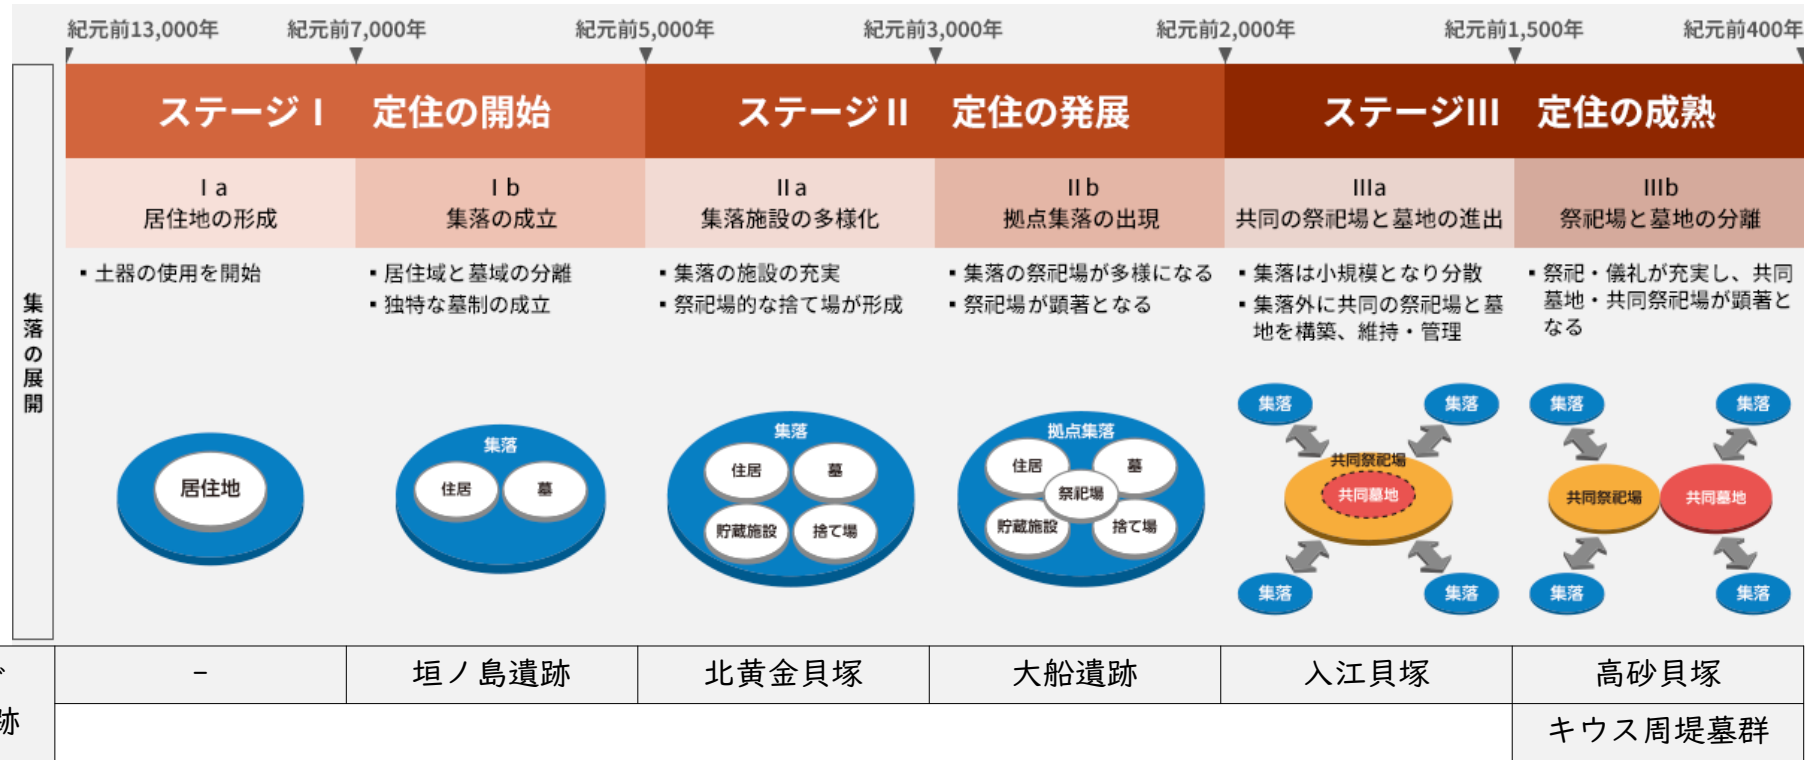 紀元前13,000年 紀元前7,000年 紀元前5,000年 紀元前3,000年 紀元前2,000年 紀元前1,500年 紀元前400年
集落の展開
ステージⅠ 定住の開始
ステージⅡ 定住の発展
ステージIII 定住の成熟
Ⅰa
居住地の形成
Ⅰb
集落の成立
Ⅱa
集落施設の多様化
Ⅱb
拠点集落の出現
IIIa
共同の祭祀場と墓地の進出
IIIb
祭祀場と墓地の分離
▪ 土器の使用を開始
▪ 居住域と墓域の分離
▪ 独特な墓制の成立
▪ 集落の施設の充実
▪ 祭祀場的な捨て場が形成
▪ 集落の祭祀場が多様になる
▪ 祭祀場が顕著となる
▪ 集落は小規模となり分散
▪ 集落外に共同の祭祀場と墓
地を構築、維持・管理
▪ 祭祀・儀礼が充実し、共同
墓地・共同祭祀場が顕著と
なる
居住地
集落
住居 墓
集落
住居 墓
貯蔵施設 捨て場
拠点集落
住居 墓
祭祀場
貯蔵施設 捨て場
集落 集落
共同祭祀場
共同墓地
集落 集落
集落 集落
共同祭祀場 共同墓地
集落 集落
跡
– 垣ノ島遺跡 北黄金貝塚 大船遺跡 入江貝塚 高砂貝塚
キウス周堤墓群